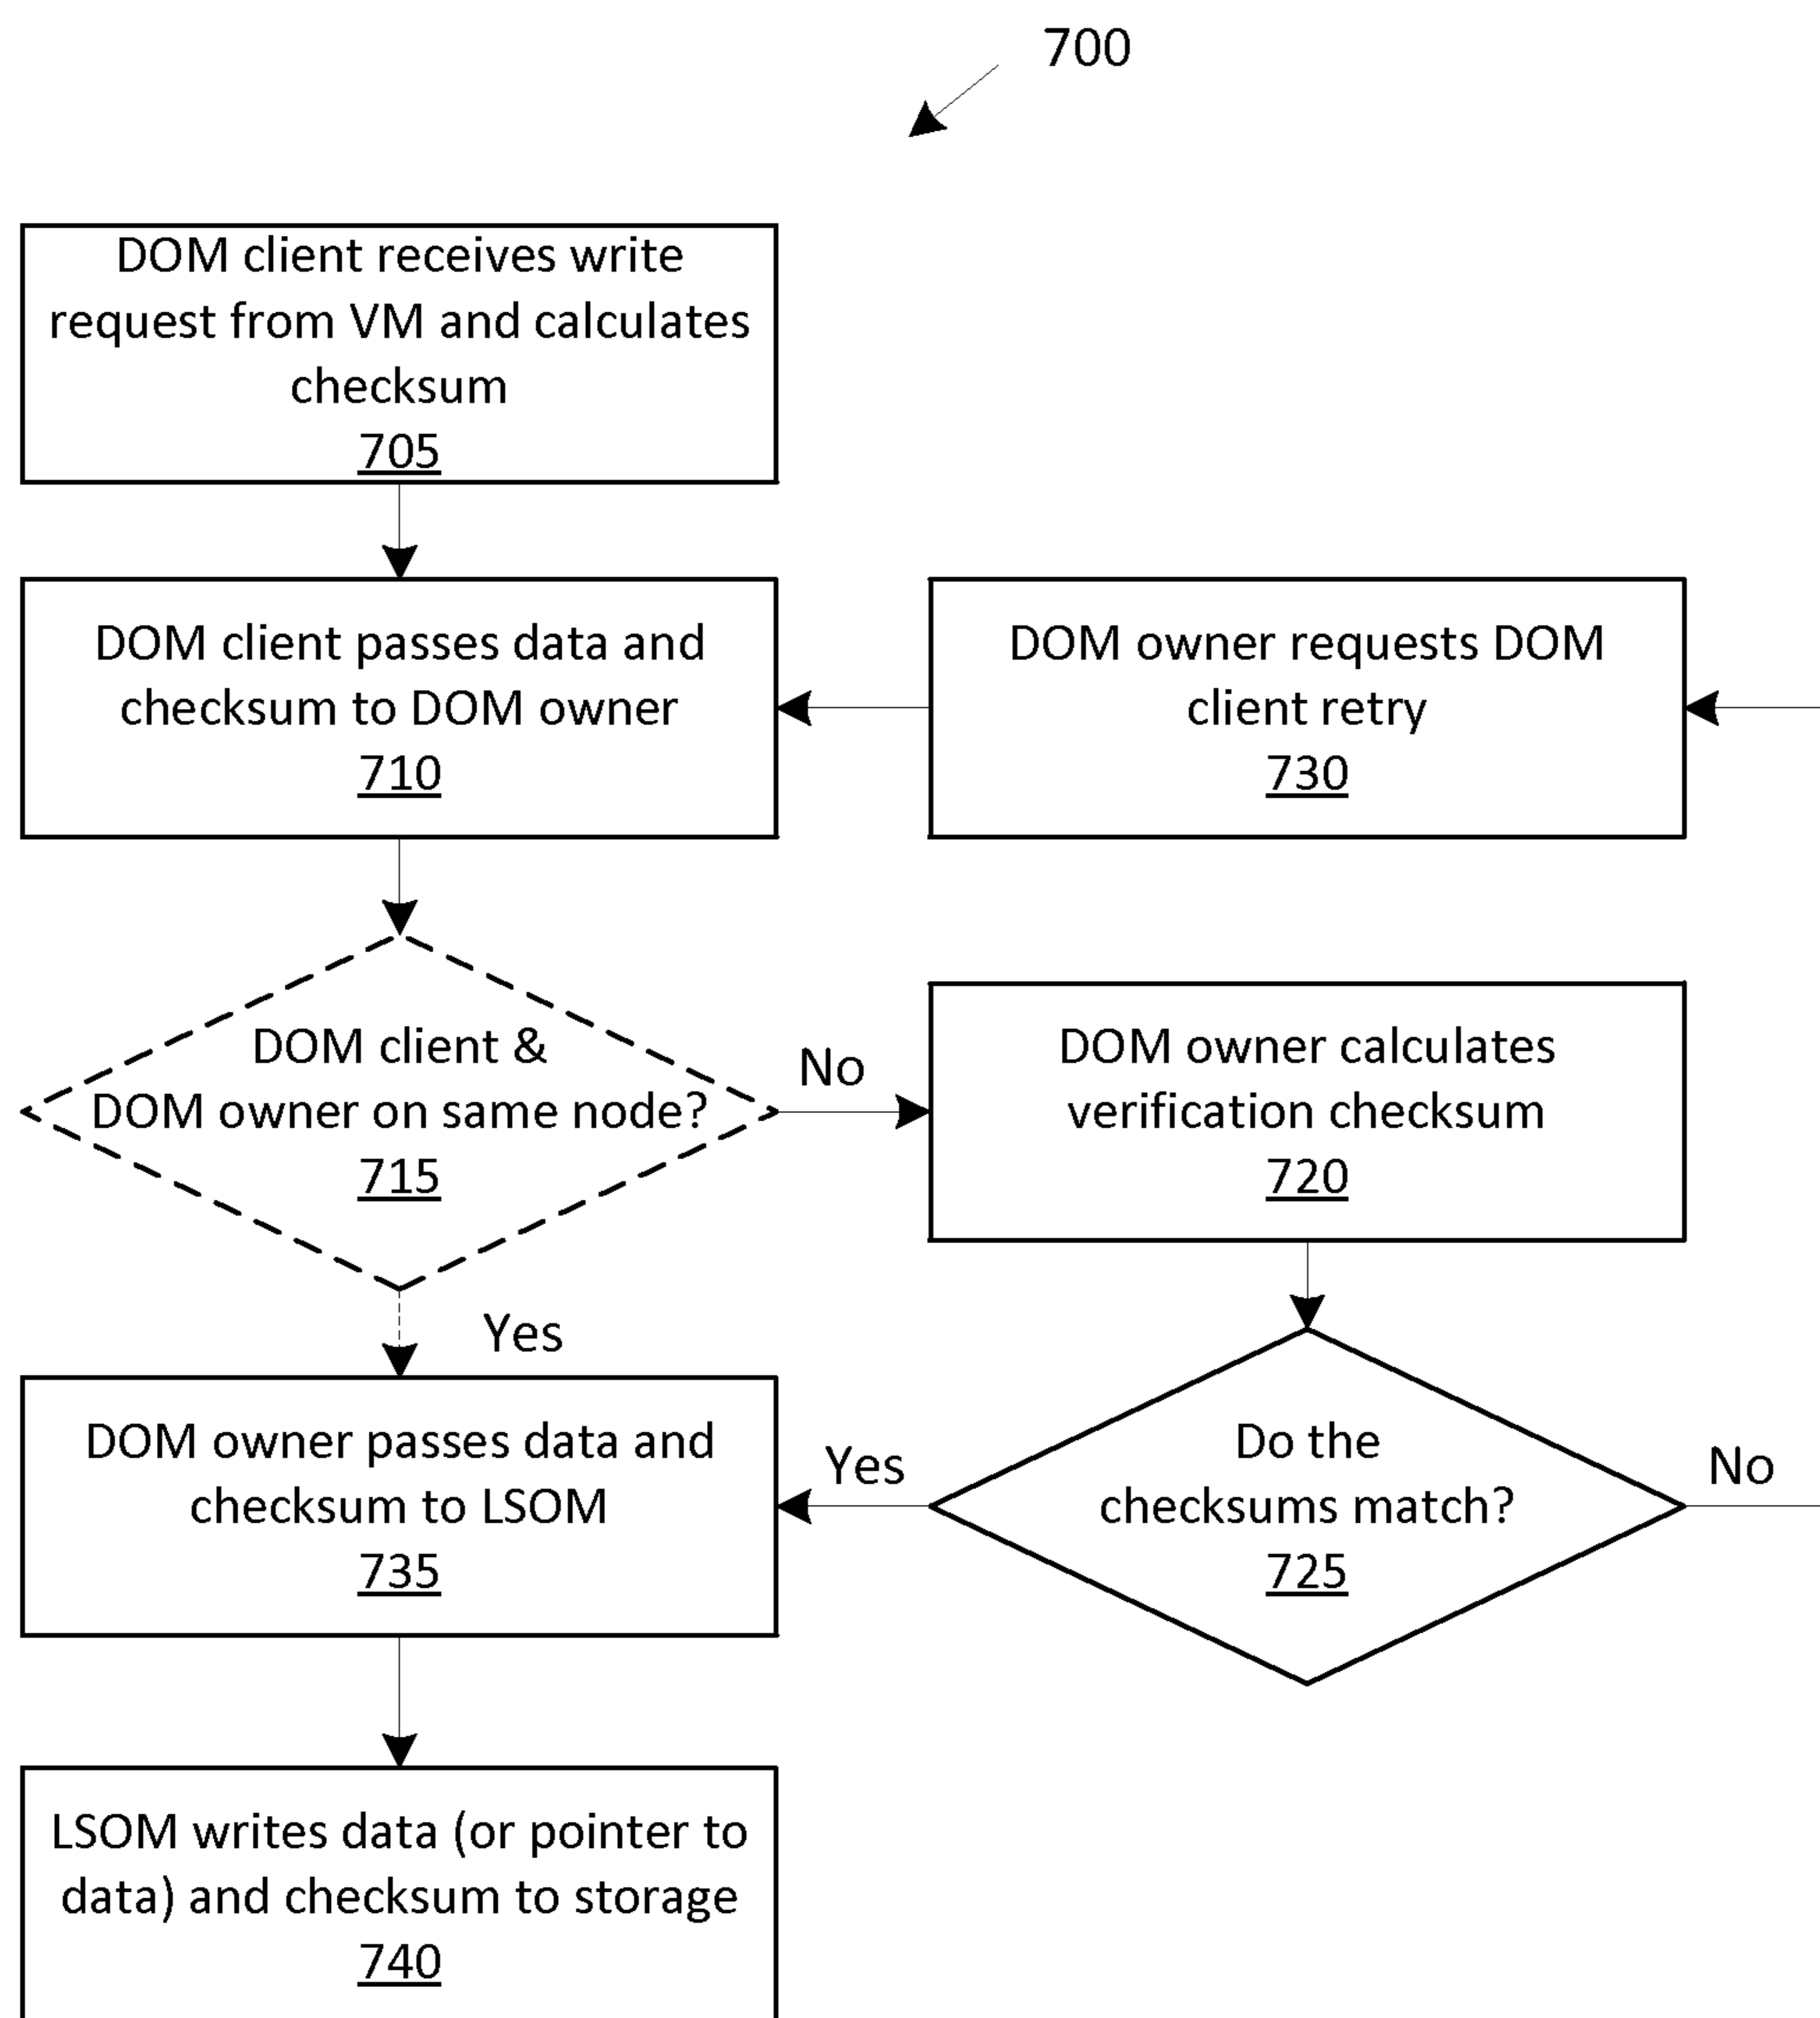 700
DOM client receives write
request from VM and calculates
checksum
705
DOM client passes data and
checksum to DOM owner
710
DOM owner requests DOM
client retry
730
DOM client &
DOM owner on same node?
715
No
DOM owner calculates
verification checksum
720
Yes
DOM owner passes data and
checksum to LSOM
735
Yes
Do the
checksums match?
725
No
LSOM writes data (or pointer to
data) and checksum to storage
740